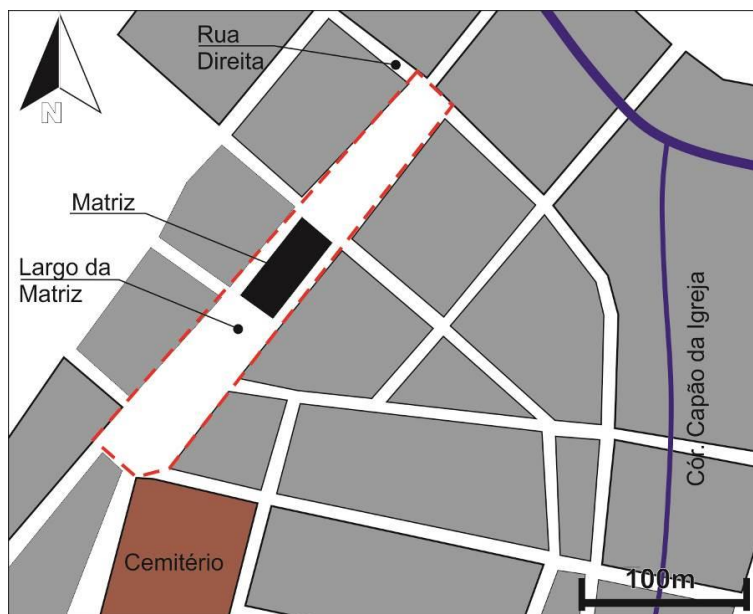 Rua
Direita
N
Matriz
Largo da
Matriz
Cór. Capão da Igreja
Cemitério
100m